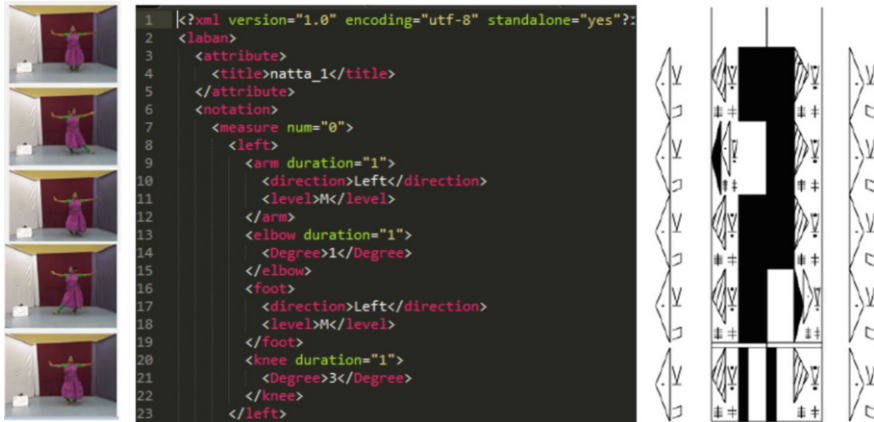 1 <?xml version="1.0" encoding="utf-8" standalone="yes"?>
2 <laban>
3 <attribute>
4 <title>natta_1</title>
5 </attribute>
6 <notation>
7 <measure num="0">
8 <left>
9 <arm duration="1">
10 <direction>Left</direction>
11 <level>M</level>
12 </arm>
13 <elbow duration="1">
14 <Degree>1</Degree>
15 </elbow>
16 <foot>
17 <direction>Left</direction>
18 <level>M</level>
19 </foot>
20 <knee duration="1">
21 <Degree>3</Degree>
22 </knee>
23 </left>